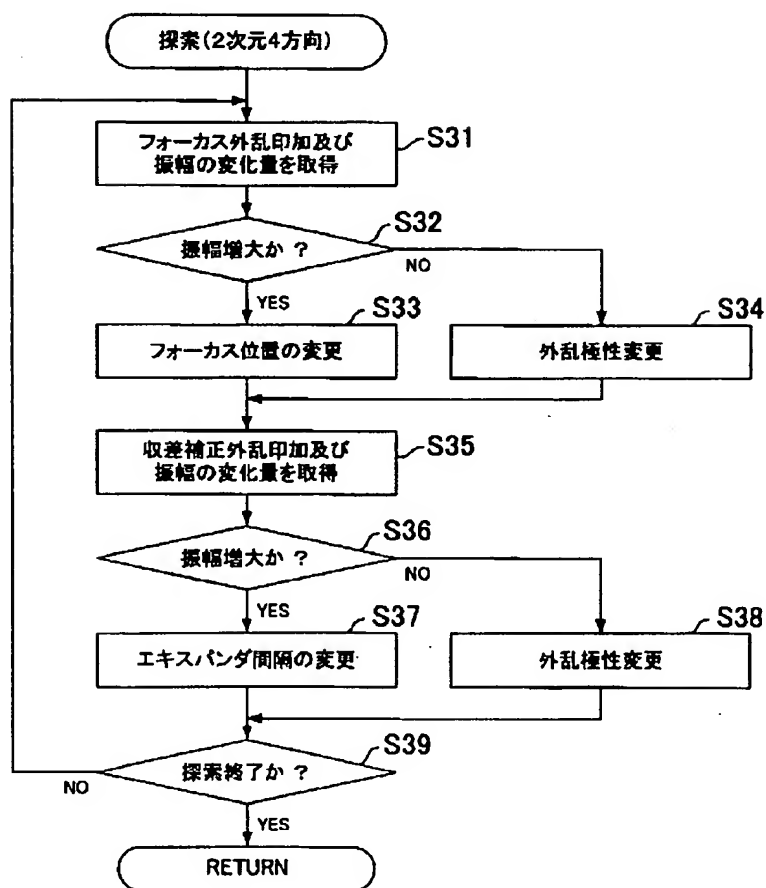 探索(2次元4方向)
フォーカス外乱印加及び
振幅の変化量を取得
S31
振幅増大か ?
S32
NO
YES
S33
フォーカス位置の変更
S34
外乱極性変更
収差補正外乱印加及び
振幅の変化量を取得
S35
振幅増大か ?
S36
NO
YES
S37
エキスパンダ間隔の変更
S38
外乱極性変更
探索終了か ?
S39
NO
YES
RETURN